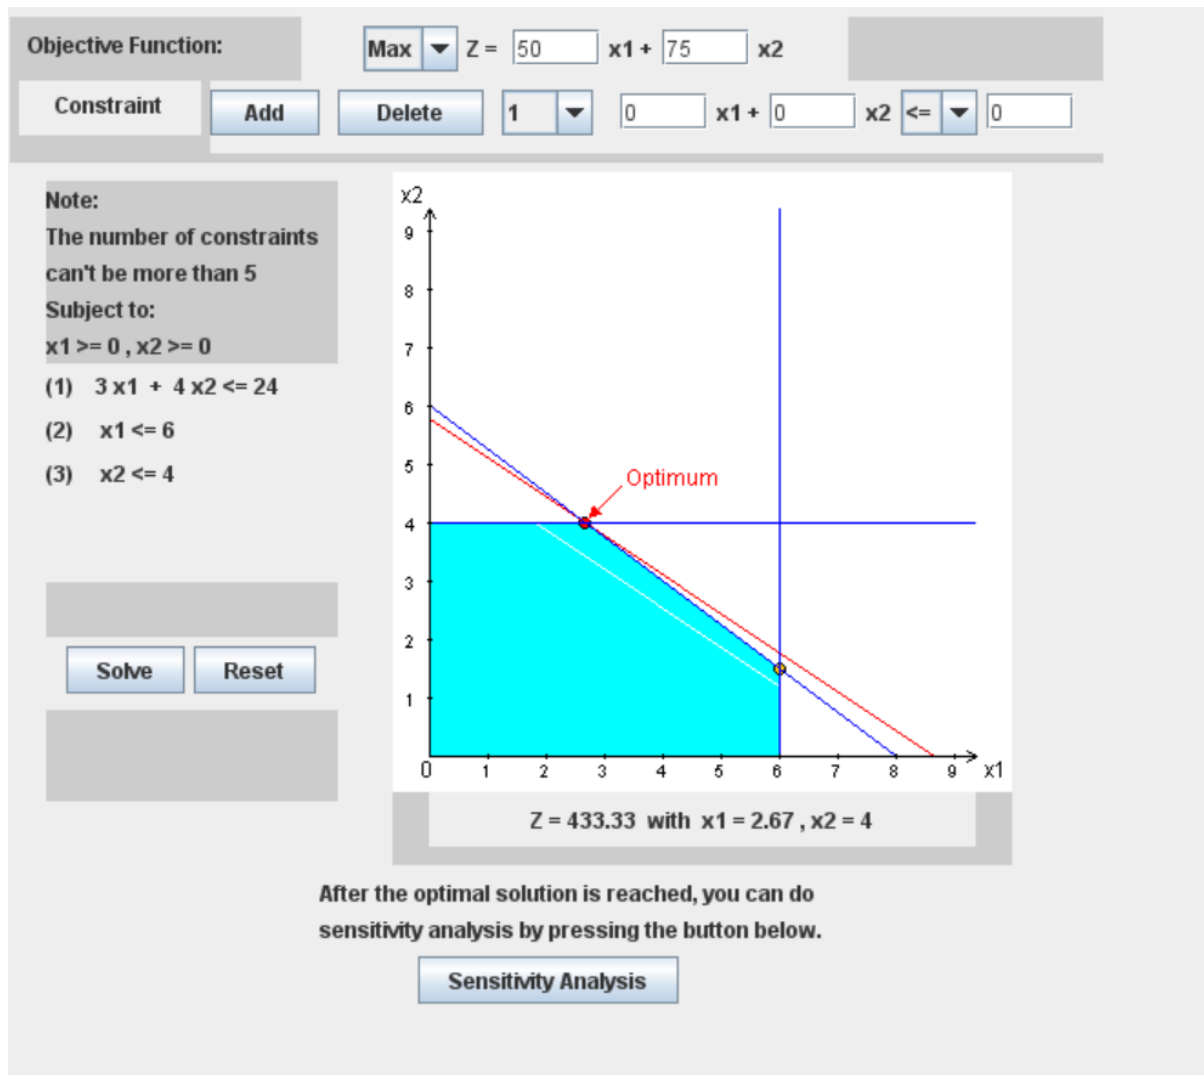 Objective Function: Max Z = 50 x1 + 75 x2
Constraint Add Delete 1 0 x1 + 0 x2 <= 0
Note:
The number of constraints
can't be more than 5
Subject to:
x1 >= 0 , x2 >= 0
(1) 3 x1 + 4 x2 <= 24
(2) x1 <= 6
(3) x2 <= 4
Solve Reset
x2
9
8
7
6
5
4
3
2
1
Optimum
0 1 2 3 4 5 6 7 8 9 x1
Z = 433.33 with x1 = 2.67 , x2 = 4
After the optimal solution is reached, you can do
sensitivity analysis by pressing the button below.
Sensitivity Analysis